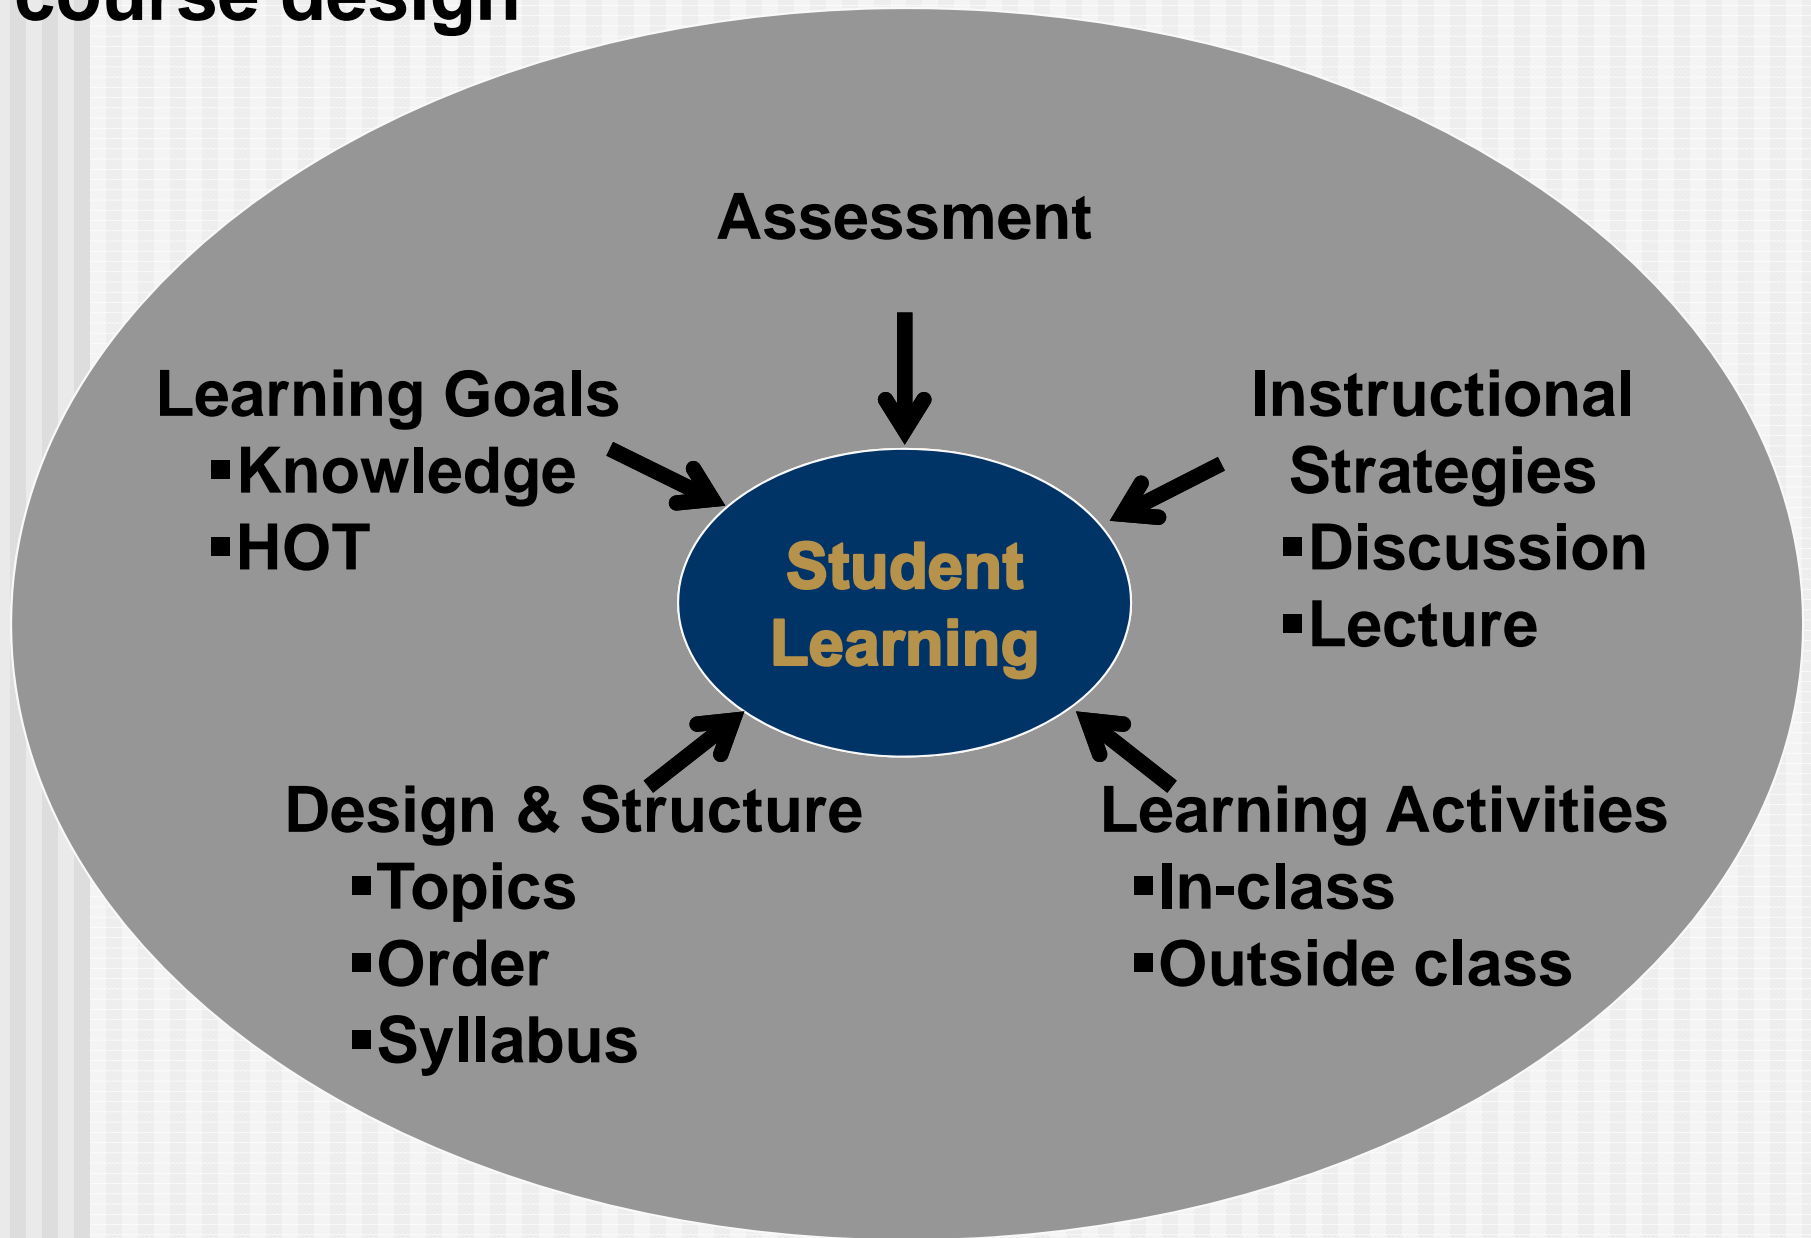 course design
Assessment
Learning Goals
▪Knowledge
▪HOT
Instructional
Strategies
▪Discussion
▪Lecture
Student
Learning
Design & Structure
▪Topics
▪Order
▪Syllabus
Learning Activities
▪In-class
▪Outside class